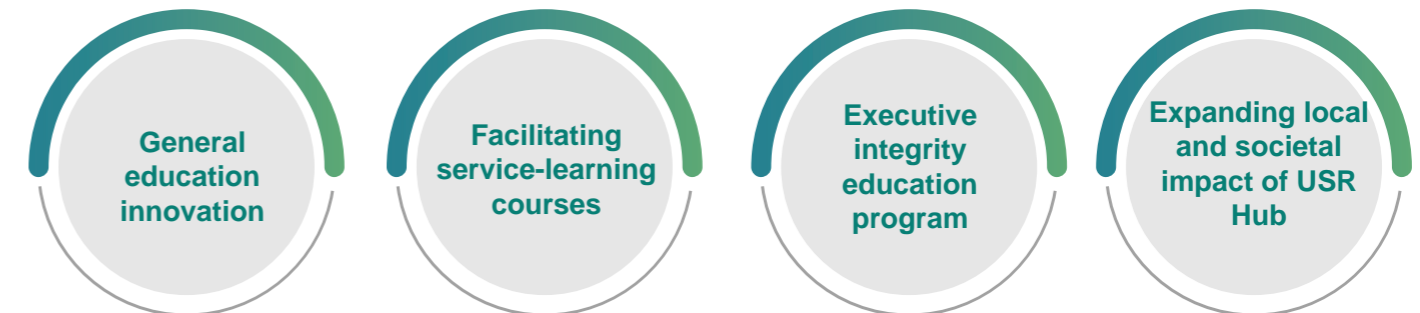 General
education
innovation
Facilitating
service-learning
courses
Executive
integrity
education
program
Expanding local
and societal
impact of USR
Hub